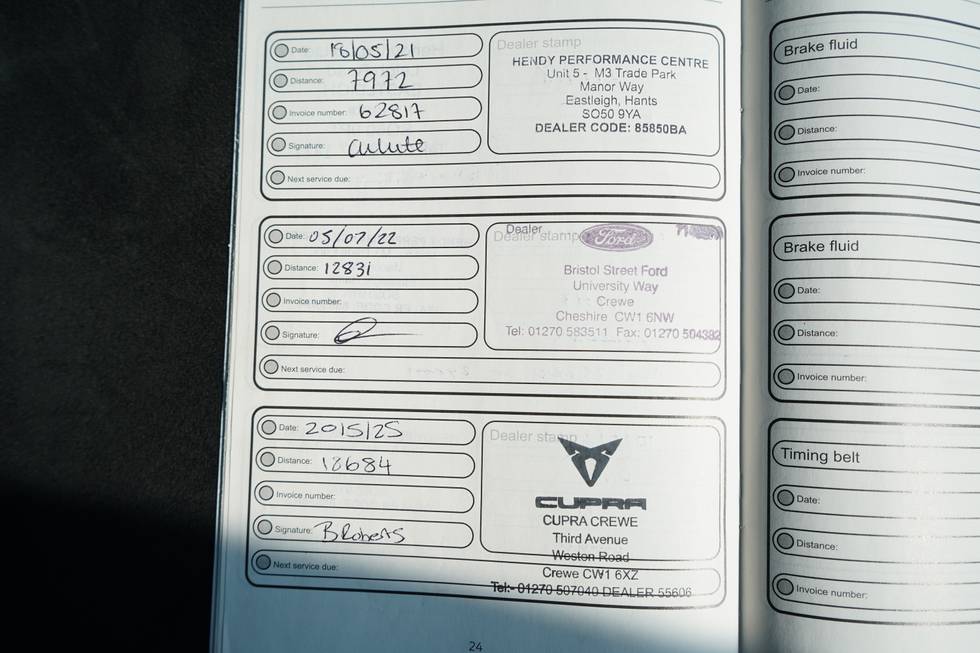 Date: 18/05/21
Distance: 7972
Invoice number: 62817
Signature:
Next service due:
Dealer stamp
HENDY PERFORMANCE CENTRE
Unit 5 - M3 Trade Park
Manor Way
Eastleigh, Hants
SO50 9YA
DEALER CODE: 85850BA
Date: 05/07/22
Distance: 12831
Invoice number:
Signature:
Next service due:
Dealer
Dealer stamp
Ford
Bristol Street Ford
University Way
Crewe
Cheshire CW1 6NW
Tel: 01270 583511 Fax: 01270 504382
Date: 20/5/25
Distance: 18684
Invoice number:
Signature: B Roberts
Next service due:
Dealer stamp
CUPRA
CUPRA CREWE
Third Avenue
Weston Road
Crewe CW1 6XZ
Tel:- 01270 507040 DEALER 55606
24
Brake fluid
Date:
Distance:
Invoice number:
Brake fluid
Date:
Distance:
Invoice number:
Timing belt
Date:
Distance:
Invoice number: